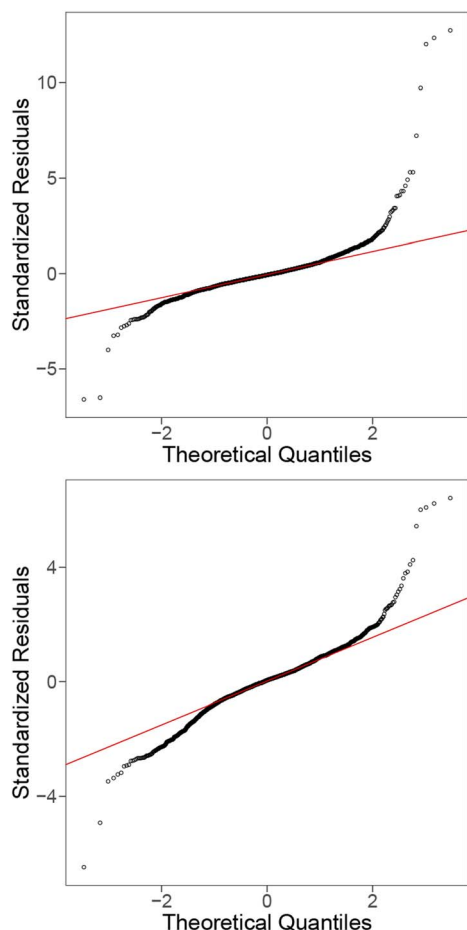 10
5
0
−5
Standardized Residuals
−2 0 2
Theoretical Quantiles
4
0
−4
Standardized Residuals
−2 0 2
Theoretical Quantiles